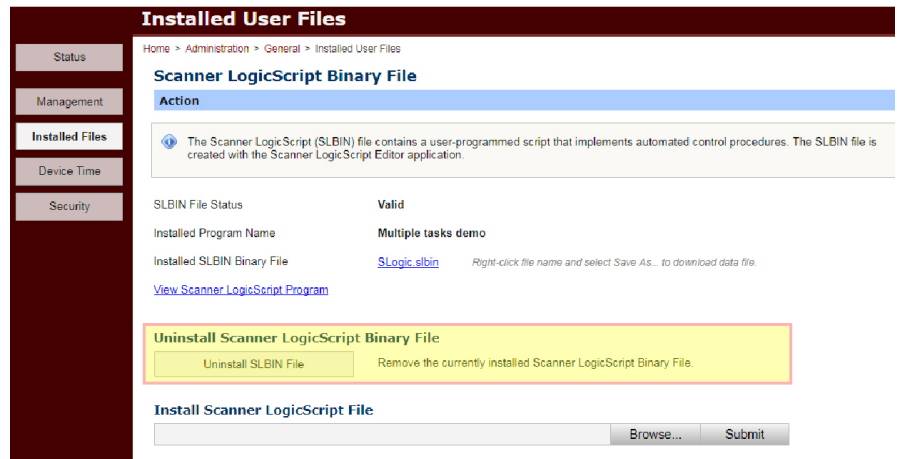 Installed User Files
Home > Administration > General > Installed User Files
Status
Management
Installed Files
Device Time
Security
Scanner LogicScript Binary File
Action
The Scanner LogicScript (SLBIN) file contains a user-programmed script that implements automated control procedures. The SLBIN file is
created with the Scanner LogicScript Editor application.
SLBIN File Status Valid
Installed Program Name Multiple tasks demo
Installed SLBIN Binary File SLogic.slbin Right-click file name and select Save As... to download data file.
View Scanner LogicScript Program
Uninstall Scanner LogicScript Binary File
Uninstall SLBIN File Remove the currently installed Scanner LogicScript Binary File.
Install Scanner LogicScript File
Browse... Submit